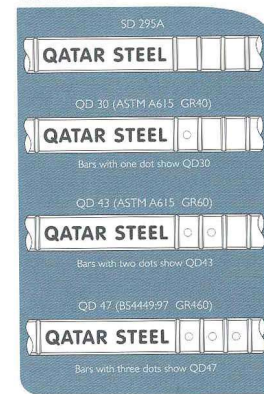 SD 295A
QATAR STEEL
QD 30 (ASTM A615 GR40)
QATAR STEEL
Bars with one dot show QD30
QD 43 (ASTM A615 GR60)
QATAR STEEL
Bars with two dots show QD43
QD 47 (BS4449:97 GR460)
QATAR STEEL
Bars with three dots show QD47